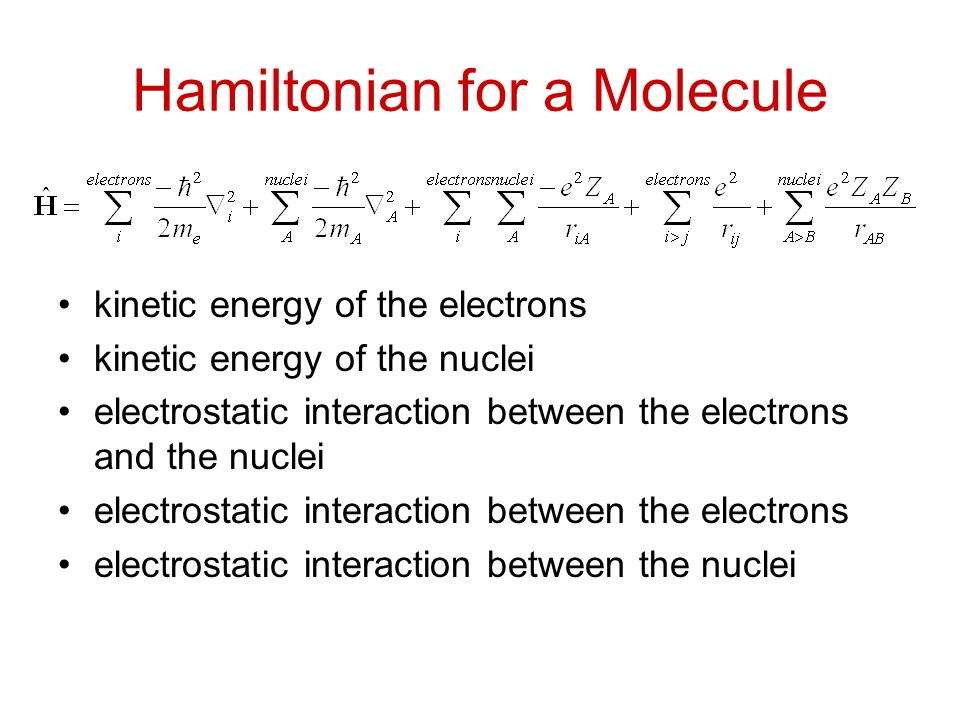 Hamiltonian for a Molecule
$$\hat{\mathbf{H}} = \sum_{i}^{electrons} \frac{-\hbar^2}{2m_e} \nabla_i^2 + \sum_{A}^{nuclei} \frac{-\hbar^2}{2m_A} \nabla_A^2 + \sum_{i}^{electrons} \sum_{A}^{nuclei} \frac{-e^2 Z_A}{r_{iA}} + \sum_{i>j}^{electrons} \frac{e^2}{r_{ij}} + \sum_{A>B}^{nuclei} \frac{e^2 Z_A Z_B}{r_{AB}}$$
• kinetic energy of the electrons
• kinetic energy of the nuclei
• electrostatic interaction between the electrons
and the nuclei
• electrostatic interaction between the electrons
• electrostatic interaction between the nuclei